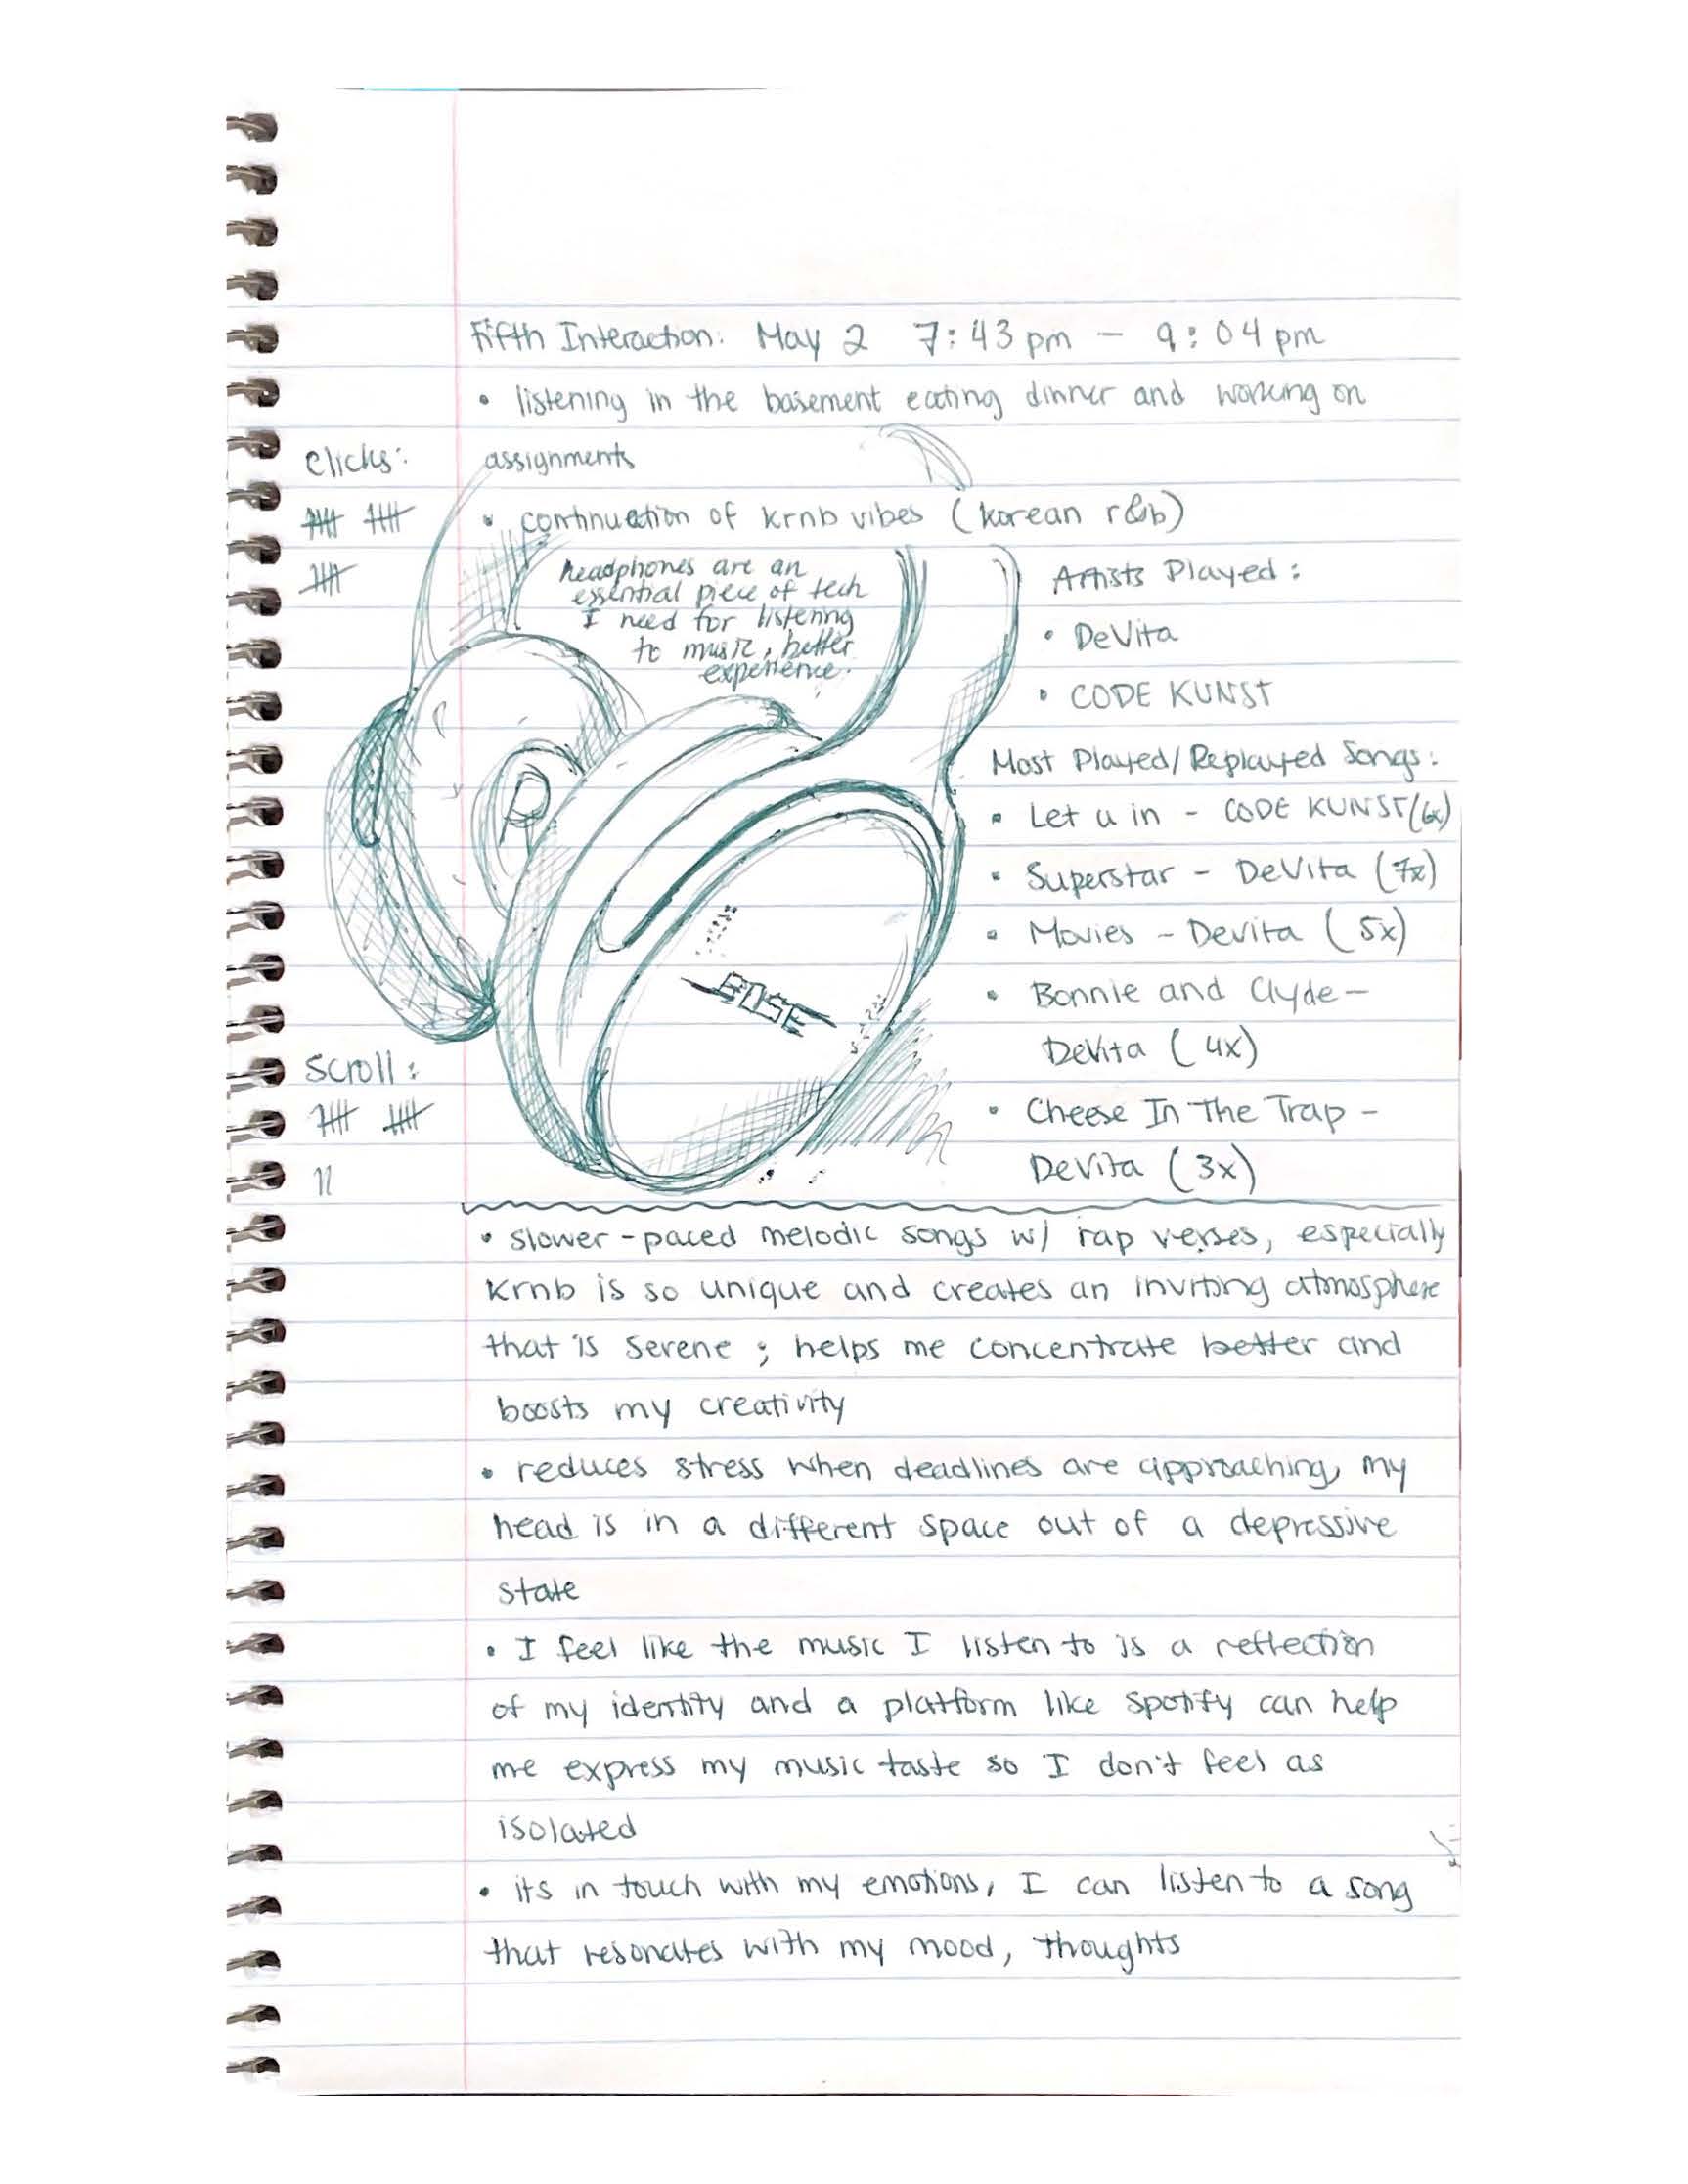 Fifth Interaction: May 2 7:43 pm – 9:04 pm
• listening in the basement eating dinner and working on
assignments
• continuation of krnb vibes (korean r&b)
Clicks:
卌 卌
卌
headphones are an
essential piece of tech
I need for listening
to music, better
experience.
R
BOSE
Artists Played:
• DeVita
• CODE KUNST
Most Played/Replayed Songs:
• Let u in - CODE KUNST (6x)
• Superstar - DeVita (7x)
• Movies - Devita (5x)
• Bonnie and Clyde -
DeVita (4x)
• Cheese In The Trap -
DeVita (3x)
Scroll:
卌 卌
II
• slower-paced melodic songs w/ rap verses, especially
krnb is so unique and creates an inviting atmosphere
that is serene ; helps me concentrate better and
boosts my creativity
• reduces stress when deadlines are approaching, my
head is in a different space out of a depressive
state
• I feel like the music I listen to is a reflection
of my identity and a platform like spotify can help
me express my music taste so I don't feel as
isolated
• its in touch with my emotions, I can listen to a song
that resonates with my mood, thoughts